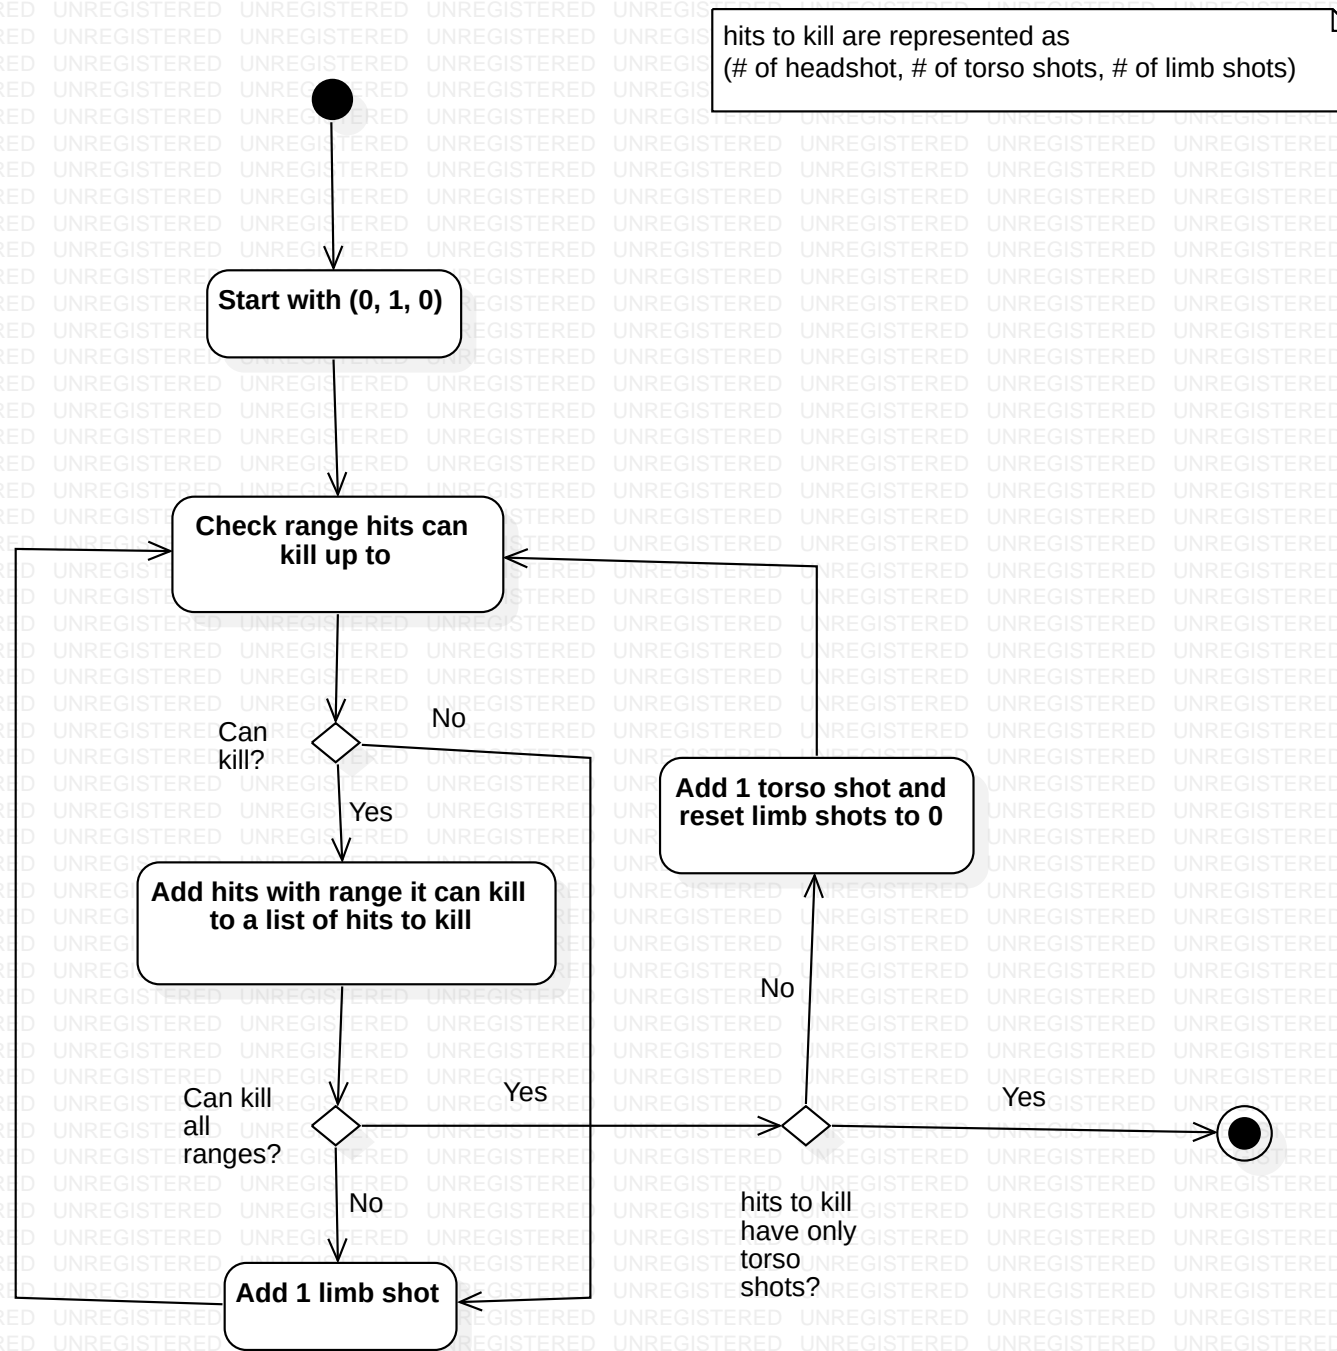 hits to kill are represented as
(# of headshot, # of torso shots, # of limb shots)
Start with (0, 1, 0)
Check range hits can
kill up to
Can
kill?
No
Yes
Add 1 torso shot and
reset limb shots to 0
Add hits with range it can kill
to a list of hits to kill
No
Can kill
all
ranges?
Yes
Yes
No
hits to kill
have only
torso
shots?
Add 1 limb shot
UNREGISTERED